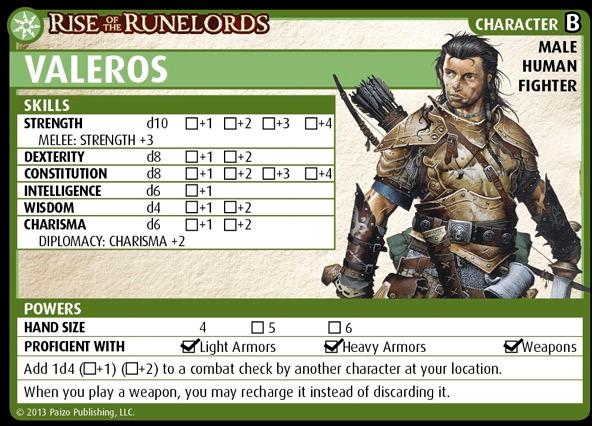 RISE OF THE RUNELORDS
CHARACTER B
VALEROS
MALE
HUMAN
FIGHTER
SKILLS
STRENGTH d10 ☐+1 ☐+2 ☐+3 ☐+4
MELEE: STRENGTH +3
DEXTERITY d8 ☐+1 ☐+2
CONSTITUTION d8 ☐+1 ☐+2 ☐+3 ☐+4
INTELLIGENCE d6 ☐+1
WISDOM d4 ☐+1 ☐+2
CHARISMA d6 ☐+1 ☐+2
DIPLOMACY: CHARISMA +2
POWERS
HAND SIZE 4 ☐ 5 ☐ 6
PROFICIENT WITH ☑Light Armors ☑Heavy Armors ☑Weapons
Add 1d4 (☐+1) (☐+2) to a combat check by another character at your location.
When you play a weapon, you may recharge it instead of discarding it.
© 2013 Paizo Publishing, LLC.